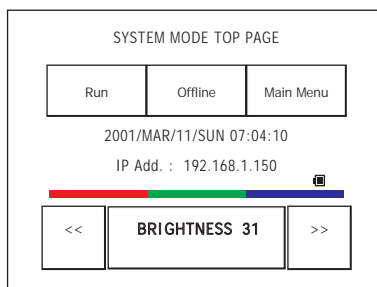 SYSTEM MODE TOP PAGE
Run Offline Main Menu
2001/MAR/11/SUN 07:04:10
IP Add. : 192.168.1.150
<< BRIGHTNESS 31 >>